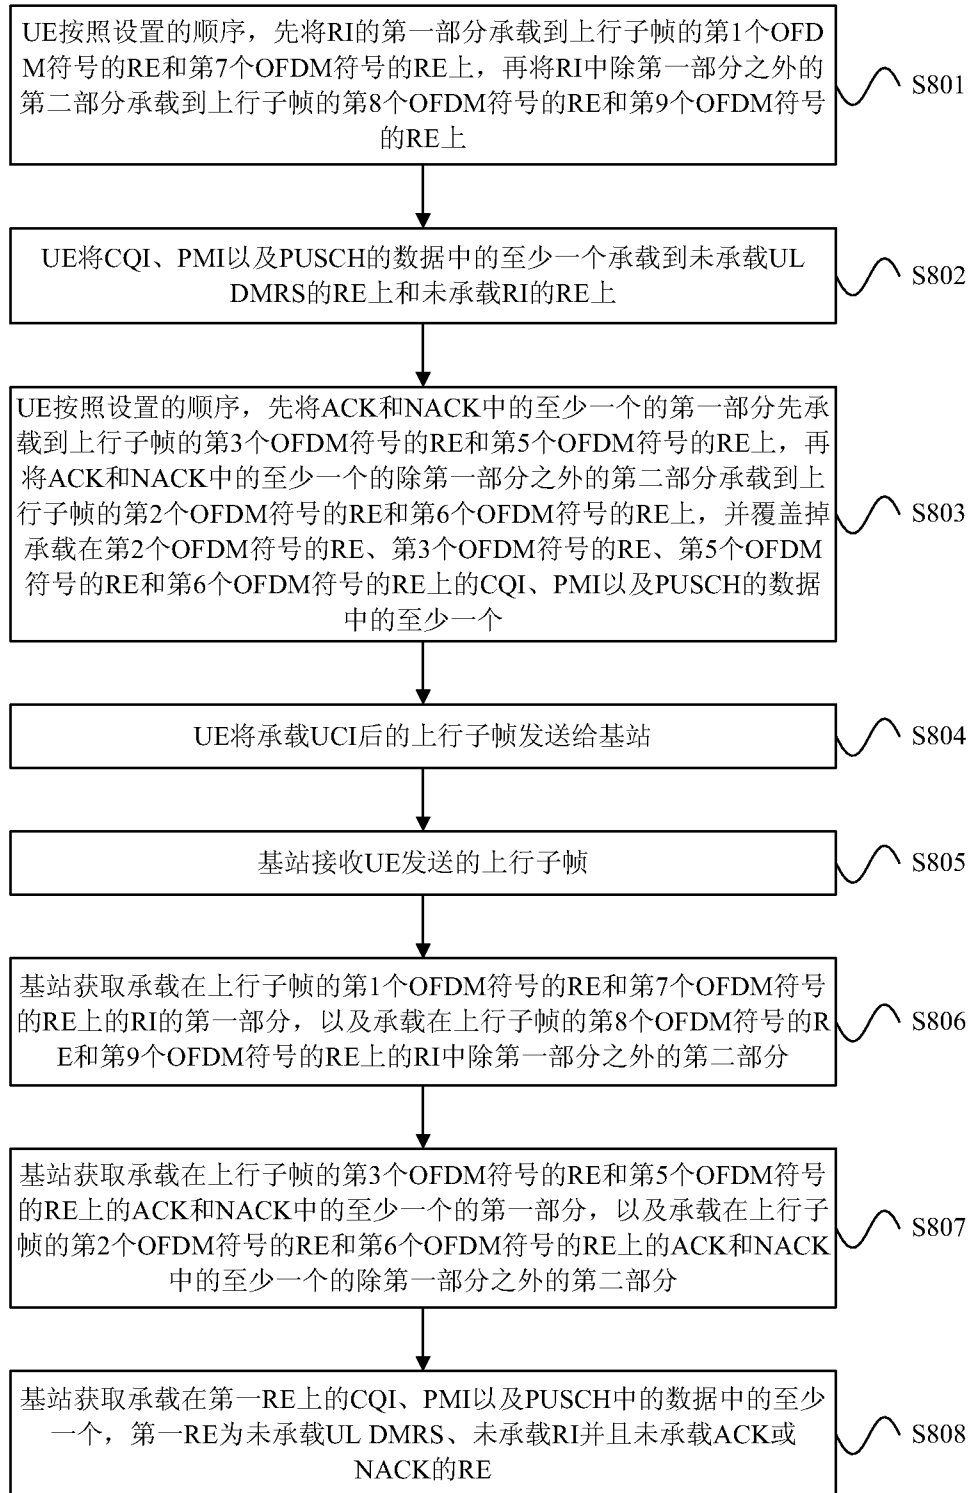 UE按照设置的顺序，先将RI的第一部分承载到上行子帧的第1个OFD
M符号的RE和第7个OFDM符号的RE上，再将RI中除第一部分之外的
第二部分承载到上行子帧的第8个OFDM符号的RE和第9个OFDM符号
的RE上
S801
UE将CQI、PMI以及PUSCH的数据中的至少一个承载到未承载UL
DMRS的RE上和未承载RI的RE上
S802
UE按照设置的顺序，先将ACK和NACK中的至少一个的第一部分先承
载到上行子帧的第3个OFDM符号的RE和第5个OFDM符号的RE上，再
将ACK和NACK中的至少一个的除第一部分之外的第二部分承载到上
行子帧的第2个OFDM符号的RE和第6个OFDM符号的RE上，并覆盖掉
承载在第2个OFDM符号的RE、第3个OFDM符号的RE、第5个OFDM
符号的RE和第6个OFDM符号的RE上的CQI、PMI以及PUSCH的数据
中的至少一个
S803
UE将承载UCI后的上行子帧发送给基站
S804
基站接收UE发送的上行子帧
S805
基站获取承载在上行子帧的第1个OFDM符号的RE和第7个OFDM符号
的RE上的RI的第一部分，以及承载在上行子帧的第8个OFDM符号的R
E和第9个OFDM符号的RE上的RI中除第一部分之外的第二部分
S806
基站获取承载在上行子帧的第3个OFDM符号的RE和第5个OFDM符号
的RE上的ACK和NACK中的至少一个的第一部分，以及承载在上行子
帧的第2个OFDM符号的RE和第6个OFDM符号的RE上的ACK和NACK
中的至少一个的除第一部分之外的第二部分
S807
基站获取承载在第一RE上的CQI、PMI以及PUSCH中的数据中的至少
一个，第一RE为未承载UL DMRS、未承载RI并且未承载ACK或
NACK的RE
S808